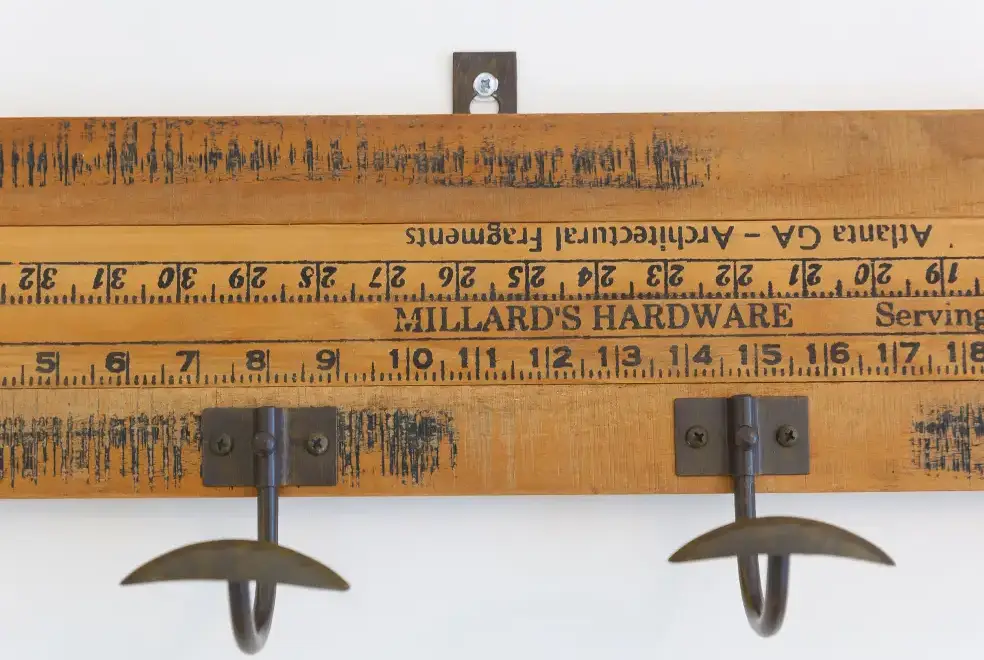 Atlanta GA – Architectural Fragments
19 20 21 22 23 24 25 26 27 28 29 30 31 32
MILLARD'S HARDWARE Serving
5 6 7 8 9 10 11 12 13 14 15 16 17 18